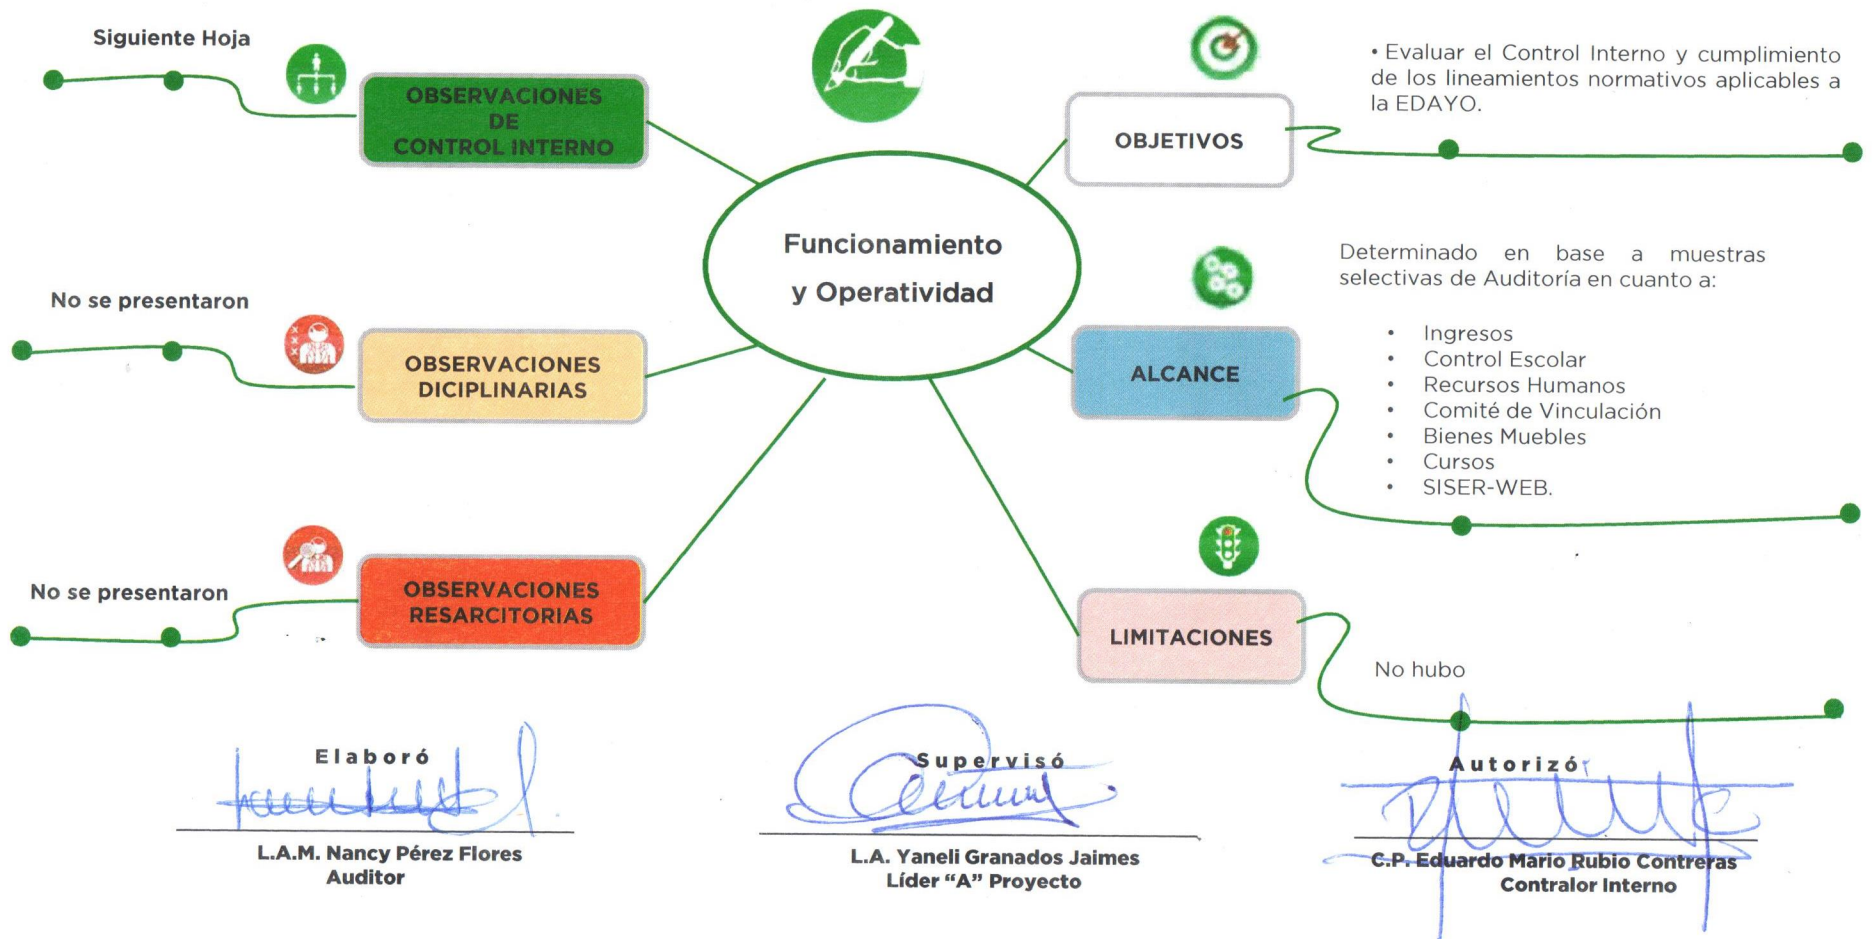 Siguiente Hoja
OBSERVACIONES
DE
CONTROL INTERNO
No se presentaron
OBSERVACIONES
DICIPLINARIAS
No se presentaron
OBSERVACIONES
RESARCITORIAS
Funcionamiento
y Operatividad
OBJETIVOS
• Evaluar el Control Interno y cumplimiento
de los lineamientos normativos aplicables a
la EDAYO.
ALCANCE
Determinado en base a muestras
selectivas de Auditoría en cuanto a:
• Ingresos
• Control Escolar
• Recursos Humanos
• Comité de Vinculación
• Bienes Muebles
• Cursos
• SISER-WEB.
LIMITACIONES
No hubo
Elaboró
L.A.M. Nancy Pérez Flores
Auditor
Supervisó
L.A. Yaneli Granados Jaimes
Líder “A” Proyecto
Autorizó
C.P. Eduardo Mario Rubio Contreras
Contralor Interno